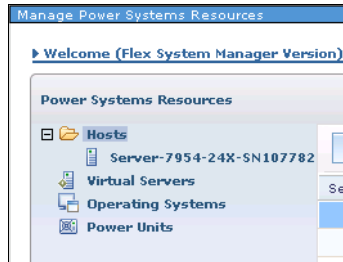 Manage Power Systems Resources
Welcome (Flex System Manager Version)
Power Systems Resources
Hosts
Server-7954-24X-SN107782
Virtual Servers
Se
Operating Systems
Power Units